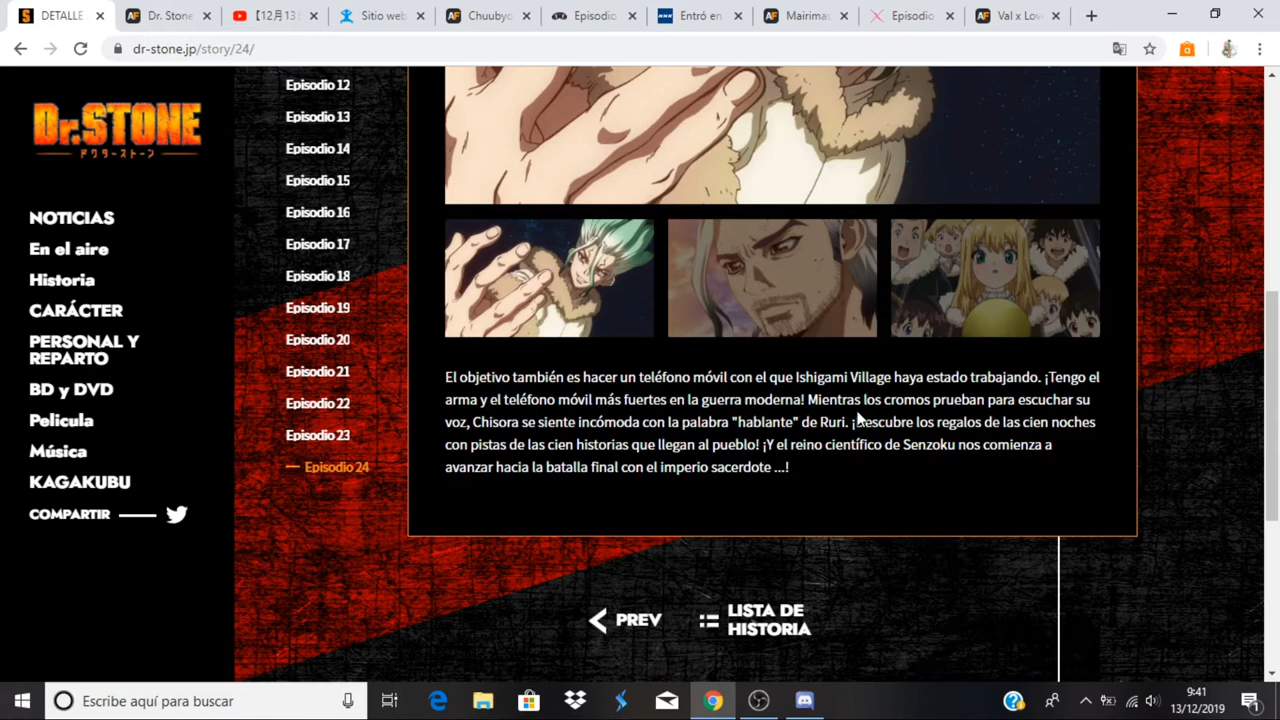 DETALLE
Dr. Stone
【12月13
Sitio web
Chuubyo
Episodio
Entró en
Mairimas
Episodio
Val x Lov
dr-stone.jp/story/24/
Dr.STONE
ドクターストーン
NOTICIAS
En el aire
Historia
CARÁCTER
PERSONAL Y
REPARTO
BD y DVD
Pelicula
Música
KAGAKUBU
COMPARTIR
Episodio 12
Episodio 13
Episodio 14
Episodio 15
Episodio 16
Episodio 17
Episodio 18
Episodio 19
Episodio 20
Episodio 21
Episodio 22
Episodio 23
Episodio 24
El objetivo también es hacer un teléfono móvil con el que Ishigami Village haya estado trabajando. ¡Tengo el
arma y el teléfono móvil más fuertes en la guerra moderna! Mientras los cromos prueban para escuchar su
voz, Chisora se siente incómoda con la palabra "hablante" de Ruri. ¡Descubre los regalos de las cien noches
con pistas de las cien historias que llegan al pueblo! ¡Y el reino científico de Senzoku nos comienza a
avanzar hacia la batalla final con el imperio sacerdote ...!
PREV
LISTA DE
HISTORIA
Escribe aquí para buscar
9:41
13/12/2019